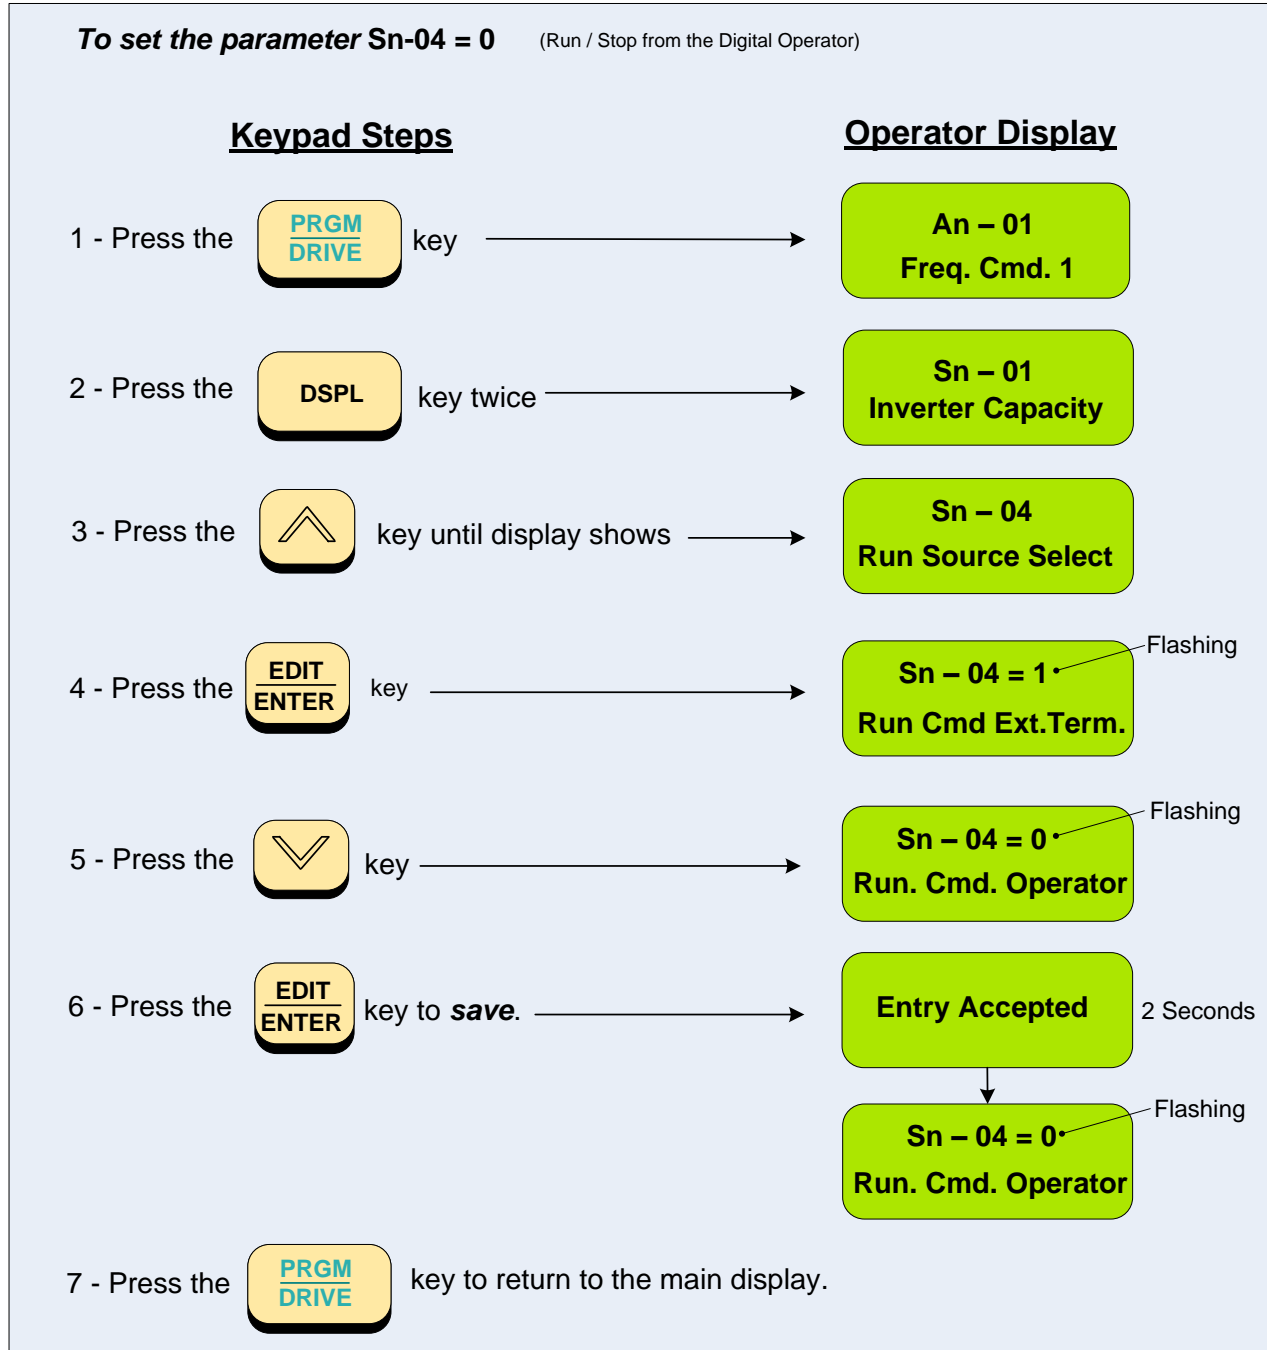 To set the parameter Sn-04 = 0 (Run / Stop from the Digital Operator)
Keypad Steps
Operator Display
1 - Press the PRGM DRIVE key
An – 01
Freq. Cmd. 1
2 - Press the DSPL key twice
Sn – 01
Inverter Capacity
3 - Press the key until display shows
Sn – 04
Run Source Select
4 - Press the EDIT ENTER key
Sn – 04 = 1
Run Cmd Ext.Term.
Flashing
5 - Press the key
Sn – 04 = 0
Run. Cmd. Operator
Flashing
6 - Press the EDIT ENTER key to save.
Entry Accepted
2 Seconds
Sn – 04 = 0
Run. Cmd. Operator
Flashing
7 - Press the PRGM DRIVE key to return to the main display.